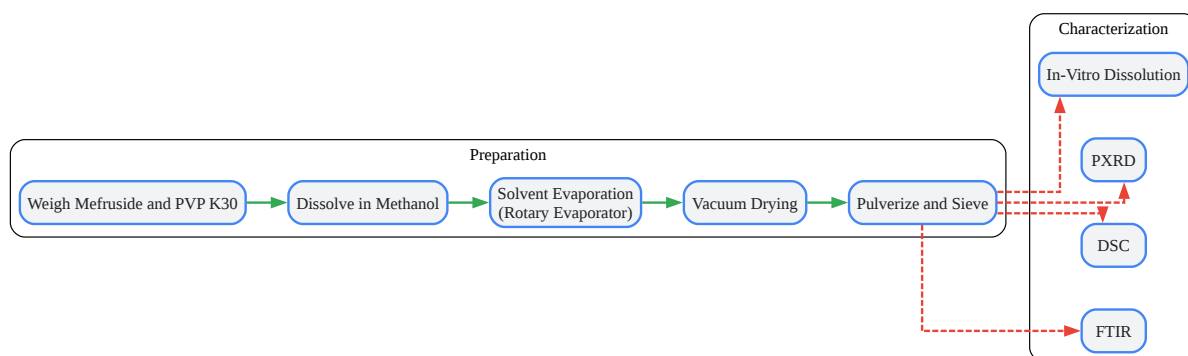 Characterization
In-Vitro Dissolution
Preparation
PXRD
Weigh Mefruside and PVP K30
Dissolve in Methanol
Solvent Evaporation
(Rotary Evaporator)
Vacuum Drying
Pulverize and Sieve
DSC
FTIR